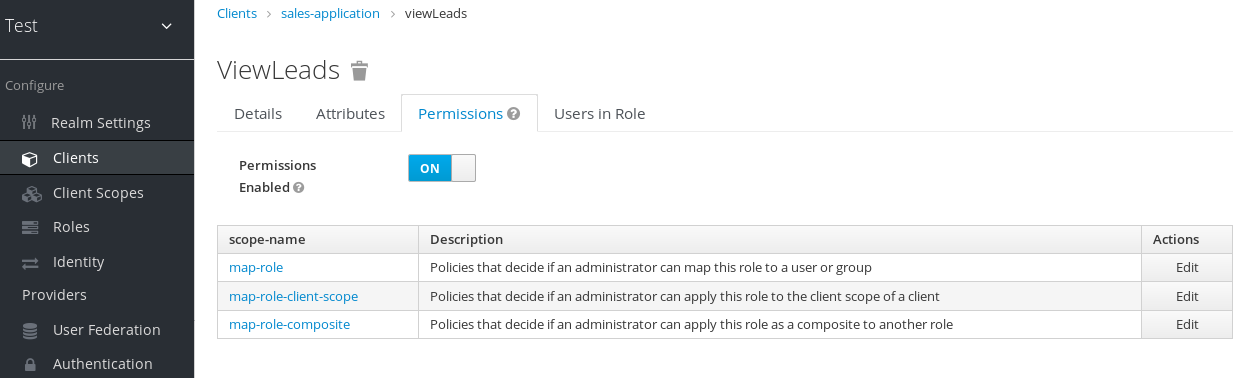 Test
Configure
Realm Settings
Clients
Client Scopes
Roles
Identity
Providers
User Federation
Authentication
Clients > sales-application > viewLeads
ViewLeads
Details Attributes Permissions ? Users in Role
Permissions
Enabled ?
ON
scope-name Description Actions
map-role Policies that decide if an administrator can map this role to a user or group Edit
map-role-client-scope Policies that decide if an administrator can apply this role to the client scope of a client Edit
map-role-composite Policies that decide if an administrator can apply this role as a composite to another role Edit